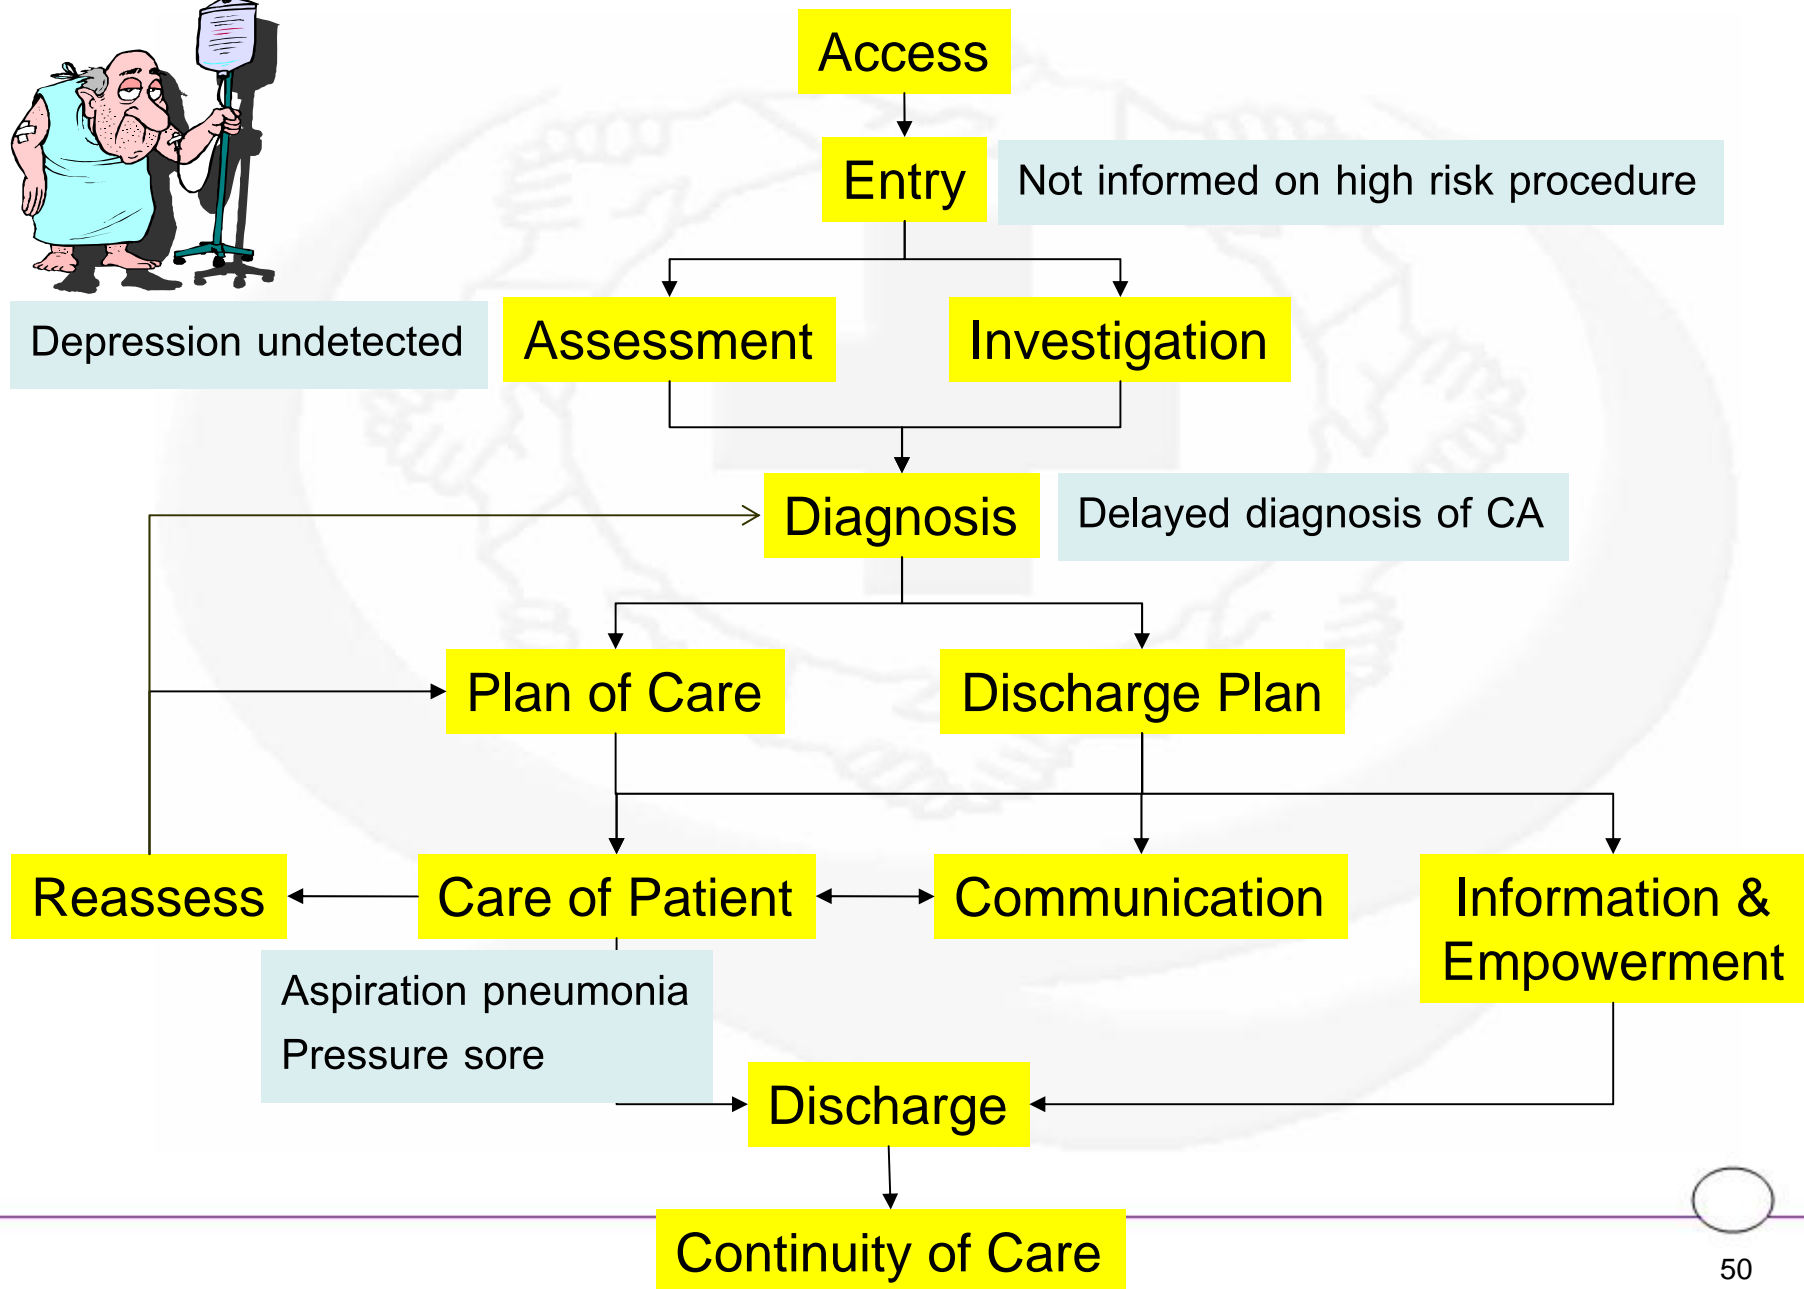 Access
Entry
Not informed on high risk procedure
Depression undetected
Assessment
Investigation
Diagnosis
Delayed diagnosis of CA
Plan of Care
Discharge Plan
Reassess
Care of Patient
Communication
Information &
Empowerment
Aspiration pneumonia
Pressure sore
Discharge
Continuity of Care
50